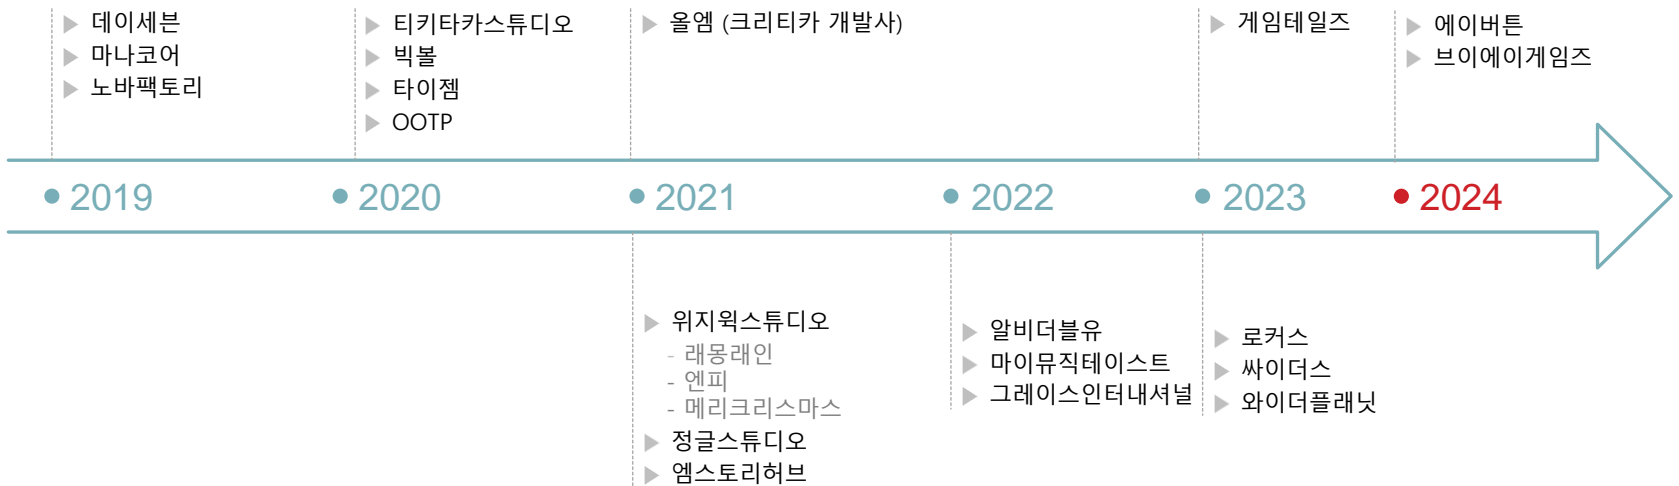 데이세븐
마나코어
노바팩토리
티키타카스튜디오
빅볼
타이젬
OOTP
올엠 (크리티카 개발사)
게임테일즈
에이버튼
브이에이게임즈
2019
2020
2021
2022
2023
2024
위지윅스튜디오
- 래몽래인
- 엔피
- 메리크리스마스
정글스튜디오
엠스토리허브
알비더블유
마이뮤직테이스트
그레이스인터내셔널
로커스
싸이더스
와이더플래닛